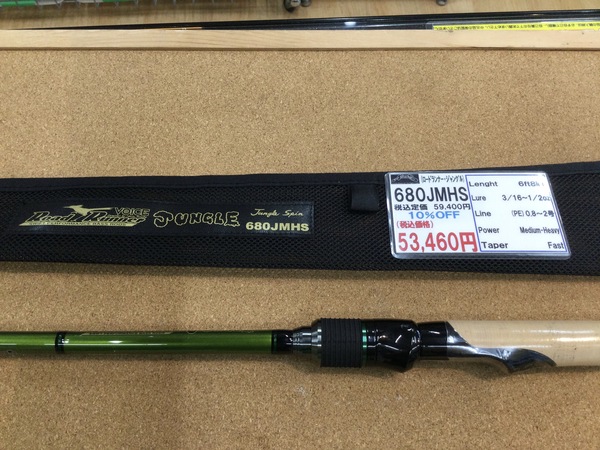 VOICE
Road Runner
JUNGLE
Jungle Spin
680JMHS
(ロードランナー・ジャングル)
680JMHS
税込定価 59,400円
10%OFF
(税込価格)
53,460円
Lenght 6ft8in
Lure 3/16~1/2oz
Line (PE) 0.8~2号
Power Medium-Heavy
Taper Fast